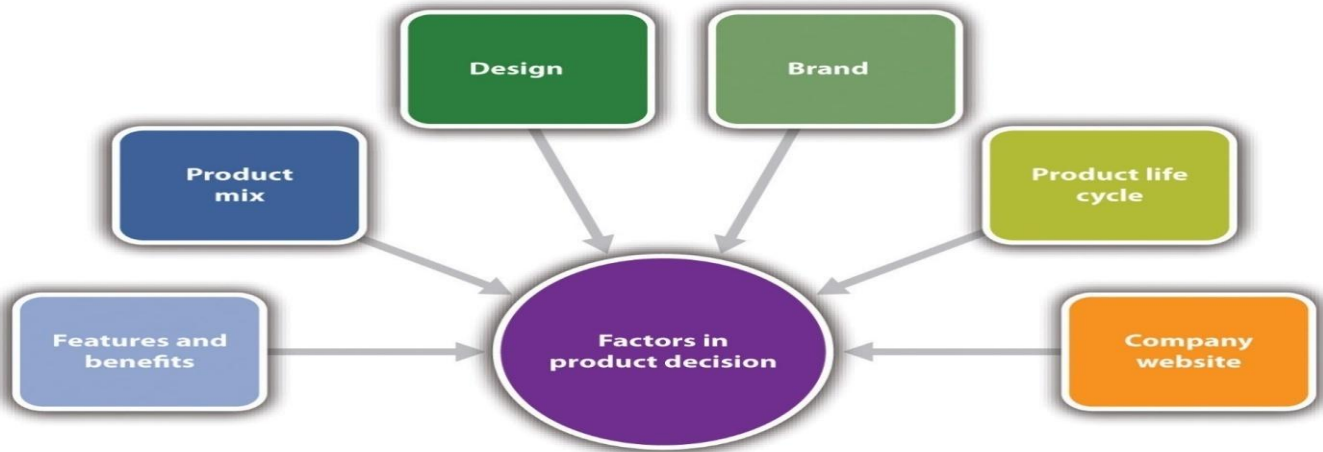 Design
Brand
Product
mix
Product life
cycle
Features and
benefits
Factors in
product decision
Company
website